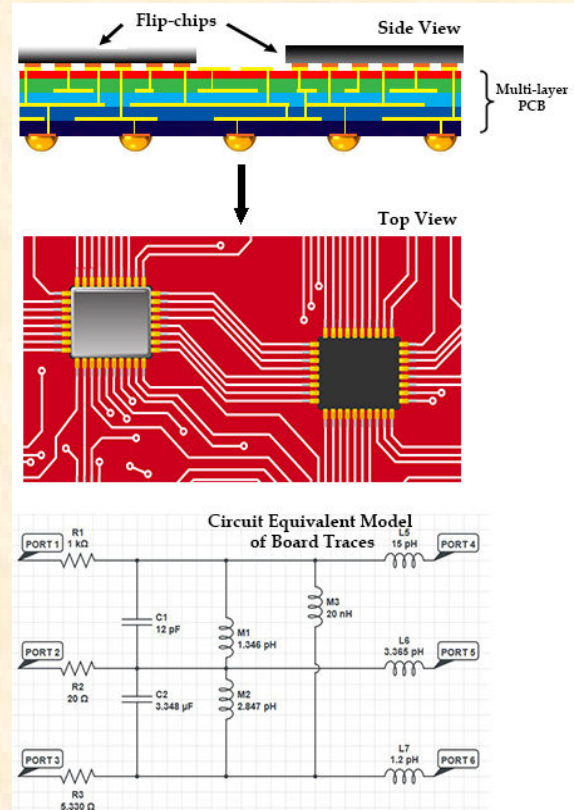 Flip-chips
Side View
Multi-layer
PCB
Top View
Circuit Equivalent Model
of Board Traces
PORT 1
R1
1 kΩ
L5
15 pH
PORT 4
M3
20 nH
C1
12 pF
M1
1.346 pH
PORT 2
R2
20 Ω
L6
3.365 pH
PORT 5
C2
3.348 µF
M2
2.847 pH
PORT 3
R3
5.330 Ω
L7
1.2 pH
PORT 6